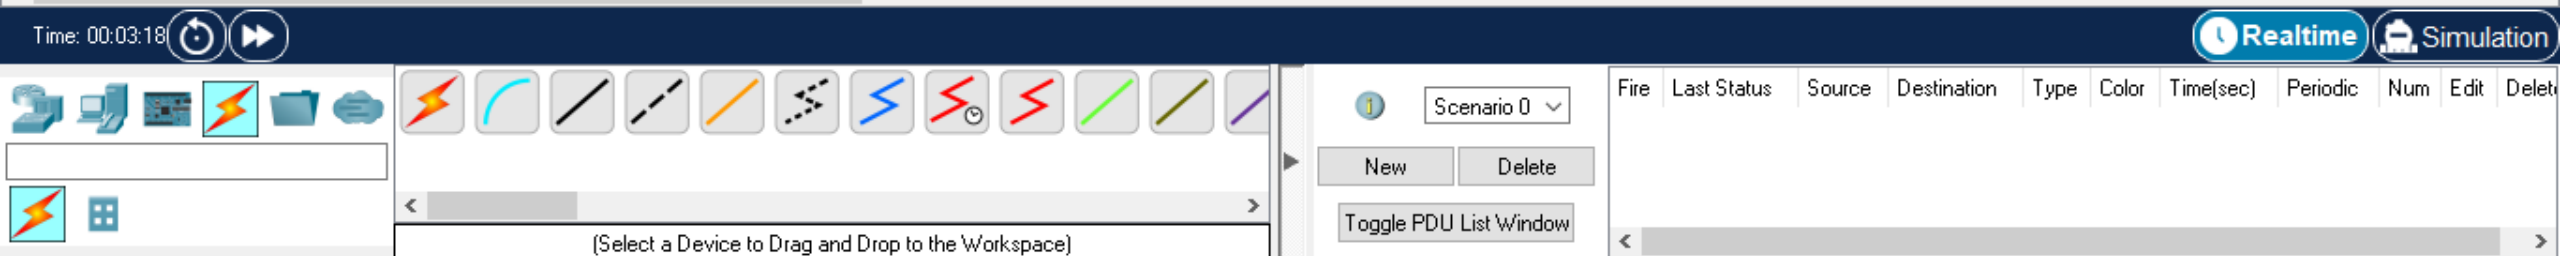 Time: 00:03:18
Realtime
Simulation
Scenario 0
New
Delete
Toggle PDU List Window
Fire Last Status Source Destination Type Color Time(sec) Periodic Num Edit
(Select a Device to Drag and Drop to the Workspace)